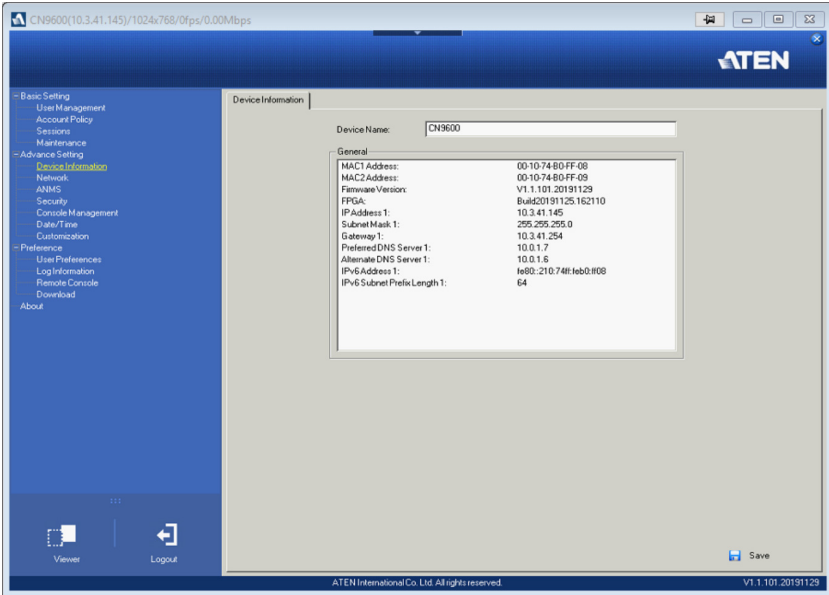 CN9600(10.3.41.145)/1024x768/0fps/0.00Mbps
ATEN
Basic Setting
User Management
Account Policy
Sessions
Maintenance
Advance Setting
Device Information
Network
ANMS
Security
Console Management
Date/Time
Customization
Preference
User Preferences
Log Information
Remote Console
Download
About
Device Information
Device Name: CN9600
General
MAC1 Address: 00-10-74-B0-FF-08
MAC2 Address: 00-10-74-B0-FF-09
Firmware Version: V1.1.101.20191129
FPGA: Build20191125.162110
IP Address 1: 10.3.41.145
Subnet Mask 1: 255.255.255.0
Gateway 1: 10.3.41.254
Preferred DNS Server 1: 10.0.1.7
Alternate DNS Server 1: 10.0.1.6
IPv6 Address 1: fe80::210:74ff:feb0:ff08
IPv6 Subnet Prefix Length 1: 64
Viewer
Logout
Save
ATEN International Co. Ltd. All rights reserved.
V1.1.101.20191129